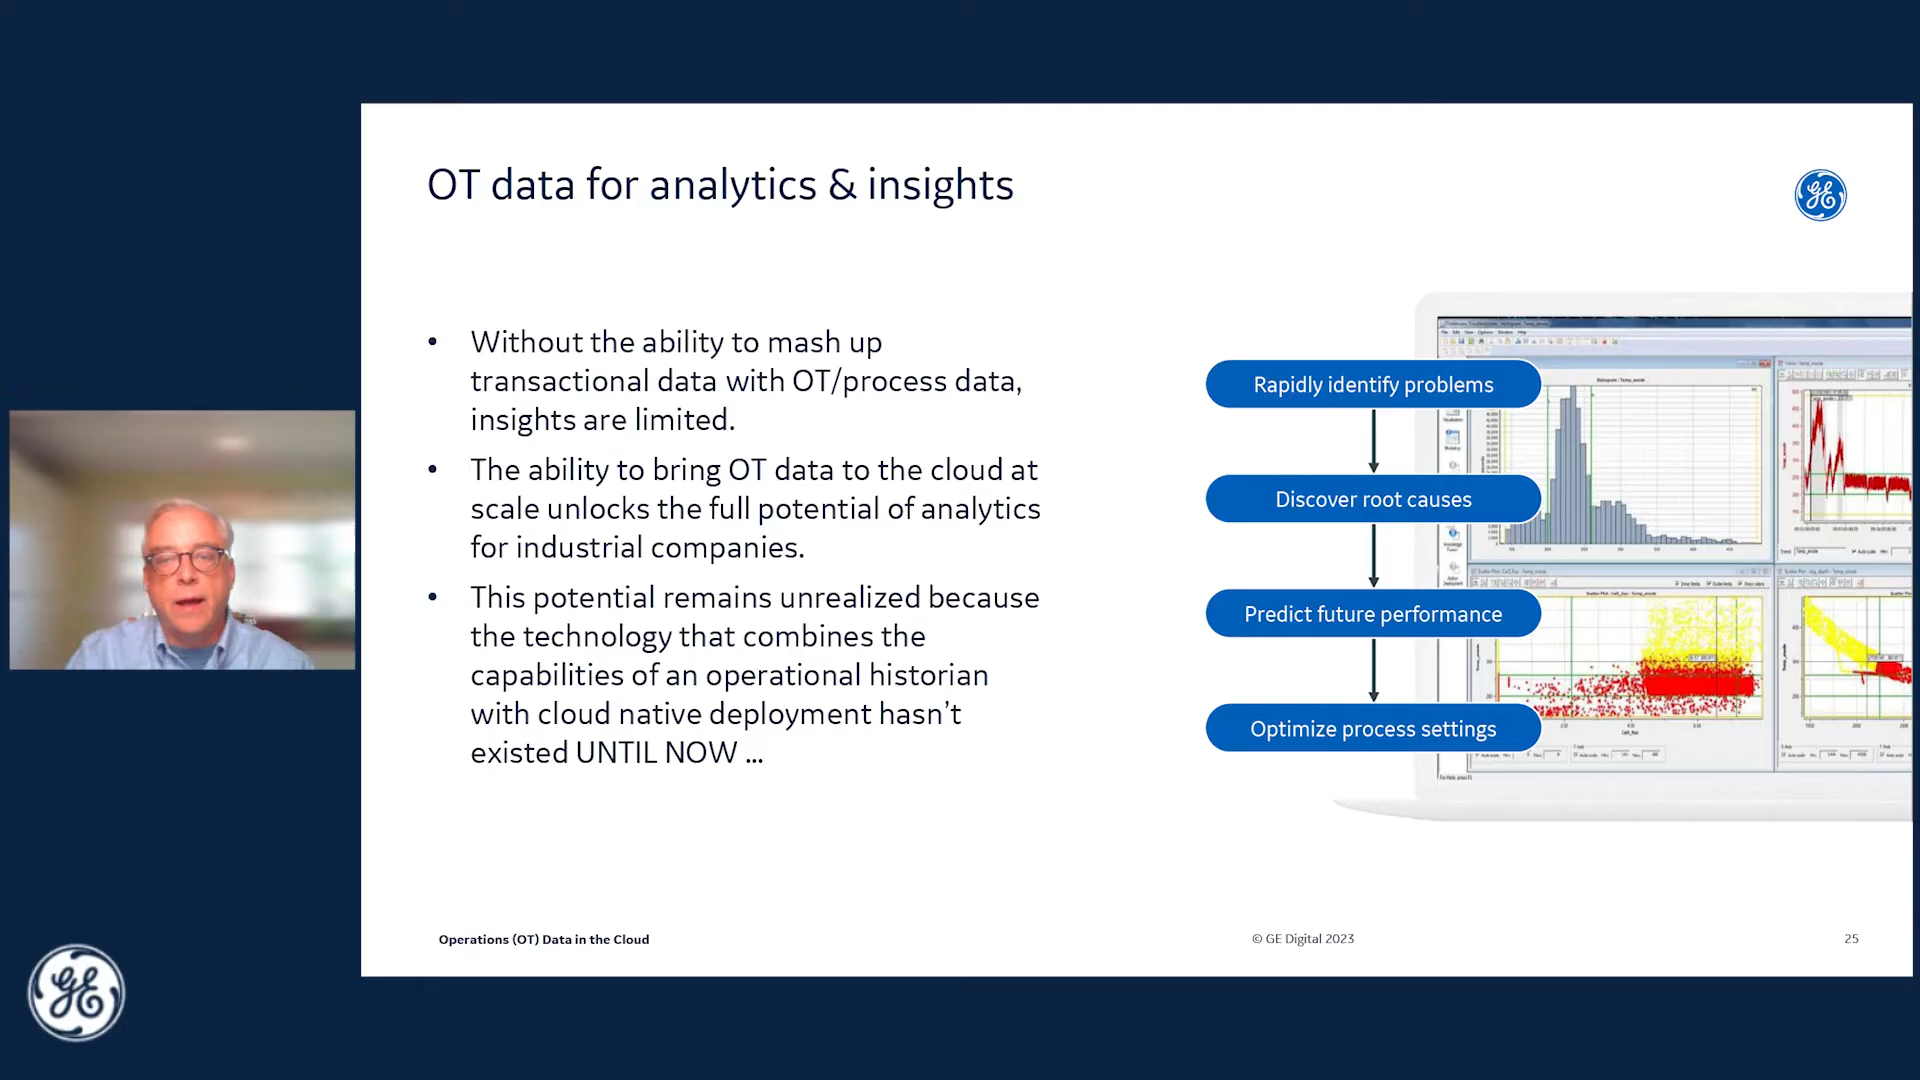 OT data for analytics & insights
GE
• Without the ability to mash up
transactional data with OT/process data,
insights are limited.
• The ability to bring OT data to the cloud at
scale unlocks the full potential of analytics
for industrial companies.
• This potential remains unrealized because
the technology that combines the
capabilities of an operational historian
with cloud native deployment hasn’t
existed UNTIL NOW ...
Rapidly identify problems
Discover root causes
Predict future performance
Optimize process settings
Operations (OT) Data in the Cloud
© GE Digital 2023
25
GE